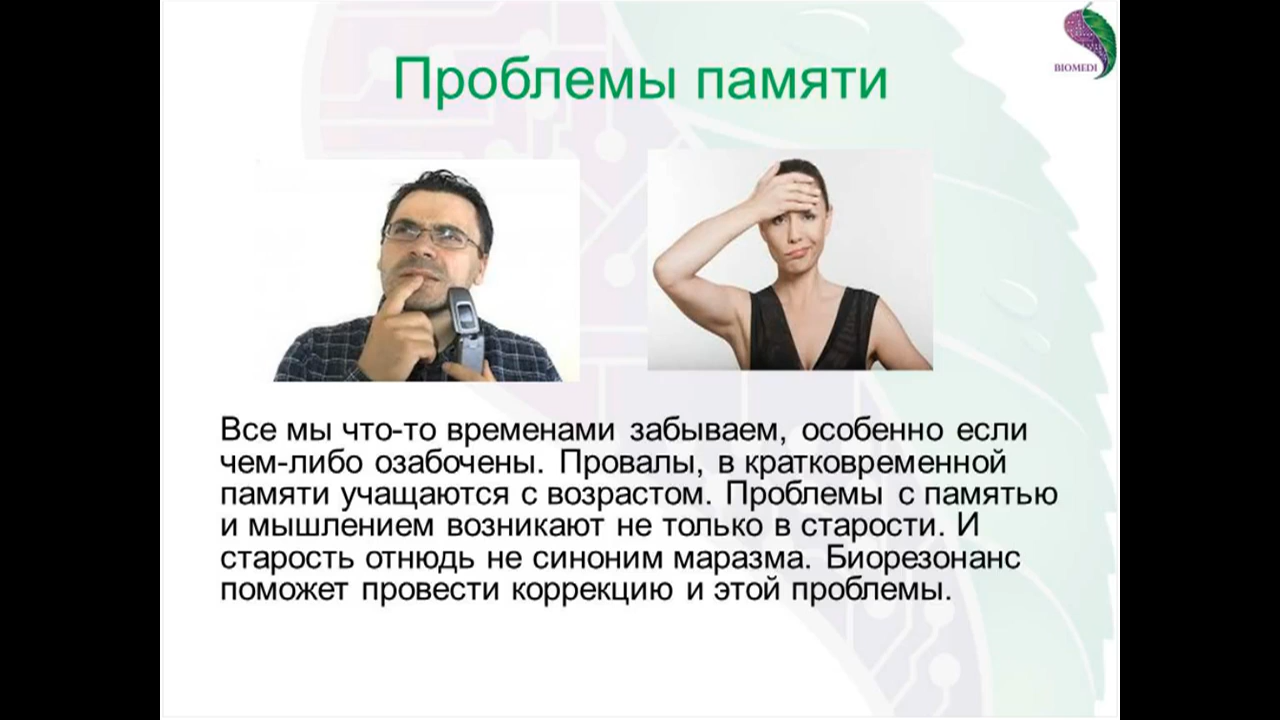 BIOMEDI
Проблемы памяти
Все мы что-то временами забываем, особенно если
чем-либо озабочены. Провалы, в кратковременной
памяти учащаются с возрастом. Проблемы с памятью
и мышлением возникают не только в старости. И
старость отнюдь не синоним маразма. Биорезонанс
поможет провести коррекцию и этой проблемы.